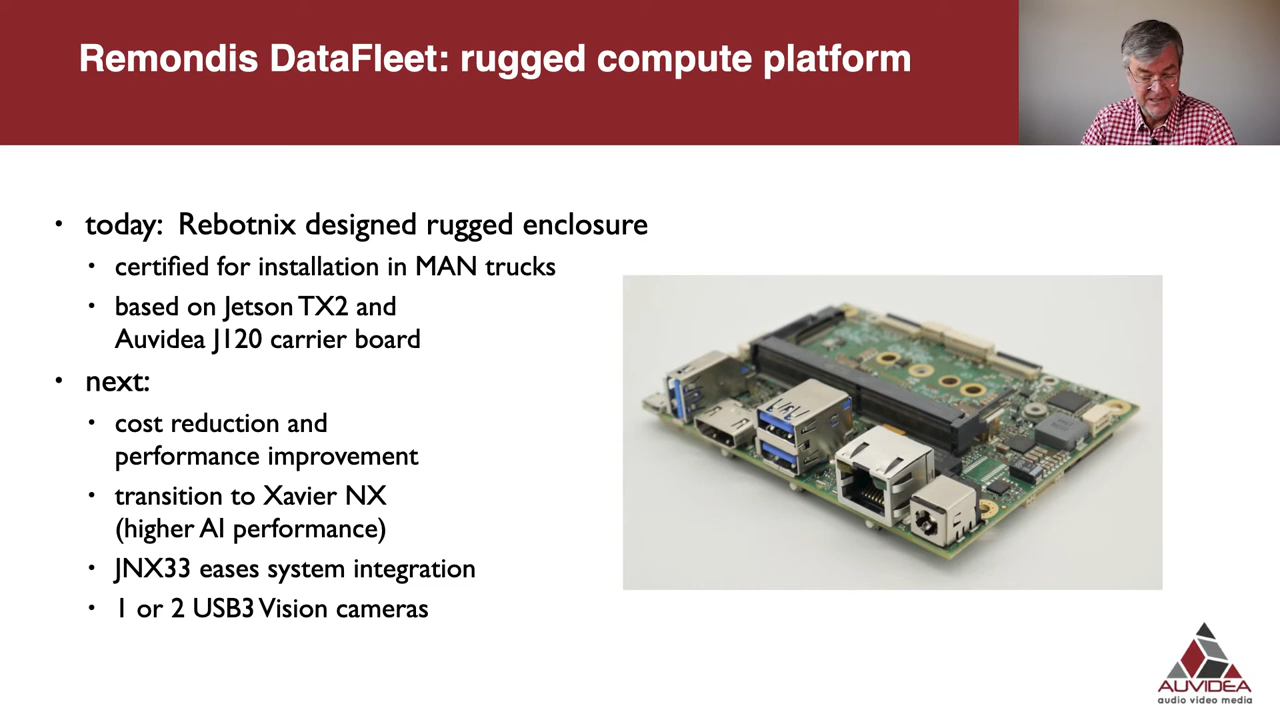 Remondis DataFleet: rugged compute platform
• today: Rebotnix designed rugged enclosure
• certified for installation in MAN trucks
• based on Jetson TX2 and
Auvidea J120 carrier board
• next:
• cost reduction and
performance improvement
• transition to Xavier NX
(higher AI performance)
• JNX33 eases system integration
• 1 or 2 USB3 Vision cameras
AUVIDEA
audio video media